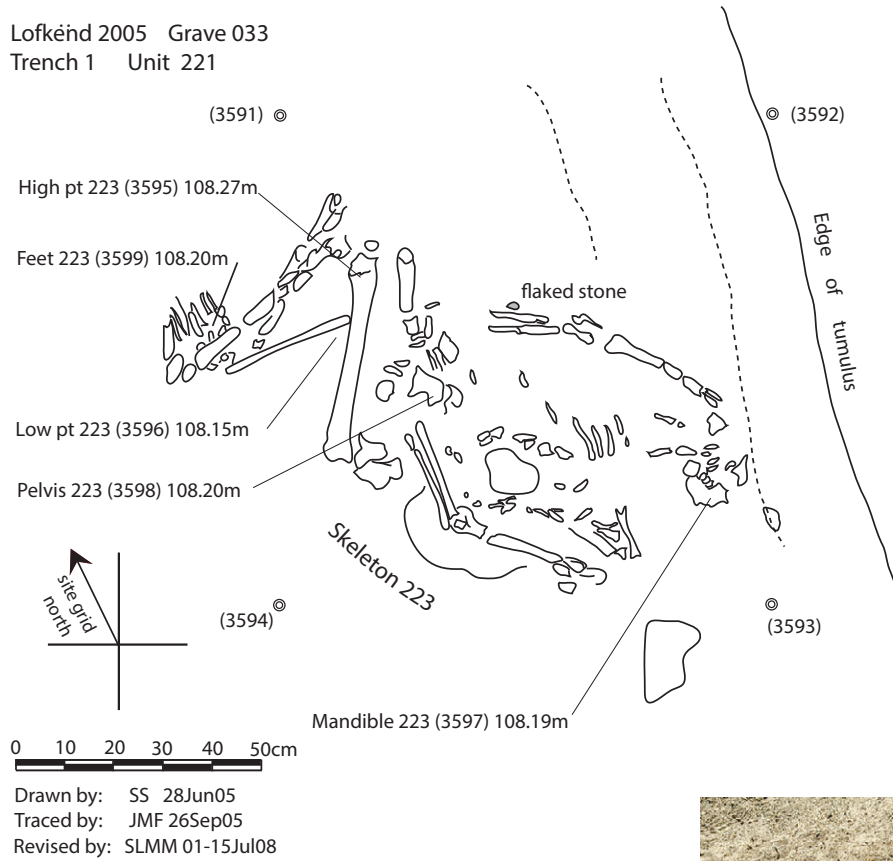 Lofkënd 2005 Grave 033
Trench 1 Unit 221
(3591)
(3592)
High pt 223 (3595) 108.27m
Feet 223 (3599) 108.20m
flaked stone
Edge of tumulus
Low pt 223 (3596) 108.15m
Pelvis 223 (3598) 108.20m
Skeleton 223
site grid
north
(3594)
(3593)
Mandible 223 (3597) 108.19m
0 10 20 30 40 50cm
Drawn by: SS 28Jun05
Traced by: JMF 26Sep05
Revised by: SLMM 01-15Jul08